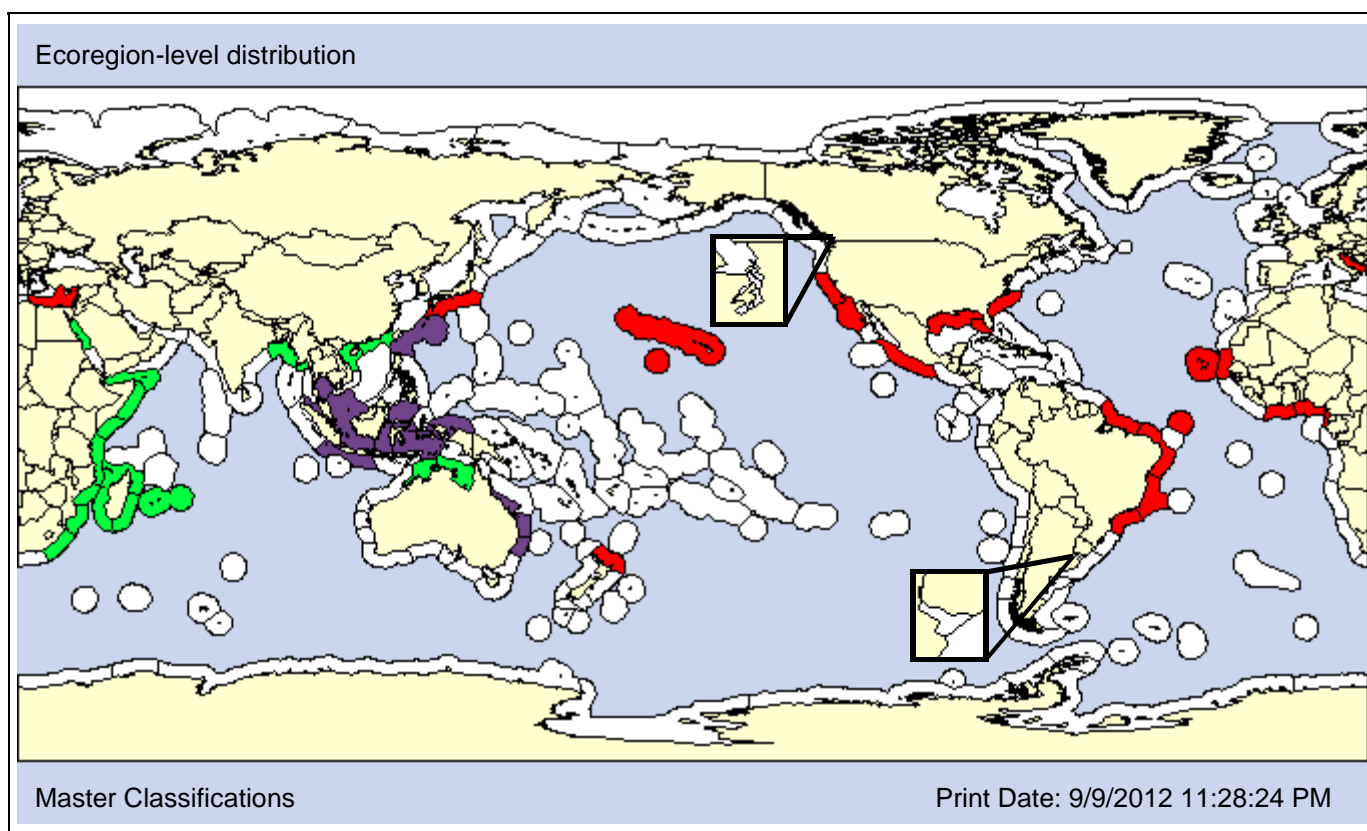 Ecoregion-level distribution
Master Classifications
Print Date: 9/9/2012 11:28:24 PM